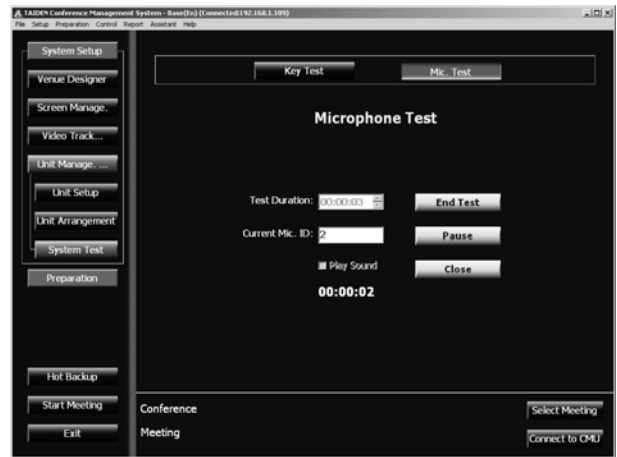 TAIDEN Conference Management System - Base(En) (Connected:192.168.1.109)
File Setup Preparation Control Report Assistant Help
System Setup
Venue Designer
Screen Manage.
Video Track...
Unit Manage. ...
Unit Setup
Unit Arrangement
System Test
Preparation
Hot Backup
Start Meeting
Exit
Key Test Mic. Test
Microphone Test
Test Duration: 00:00:03 End Test
Current Mic. ID: 2 Pause
Play Sound Close
00:00:02
Conference Select Meeting
Meeting Connect to CMU